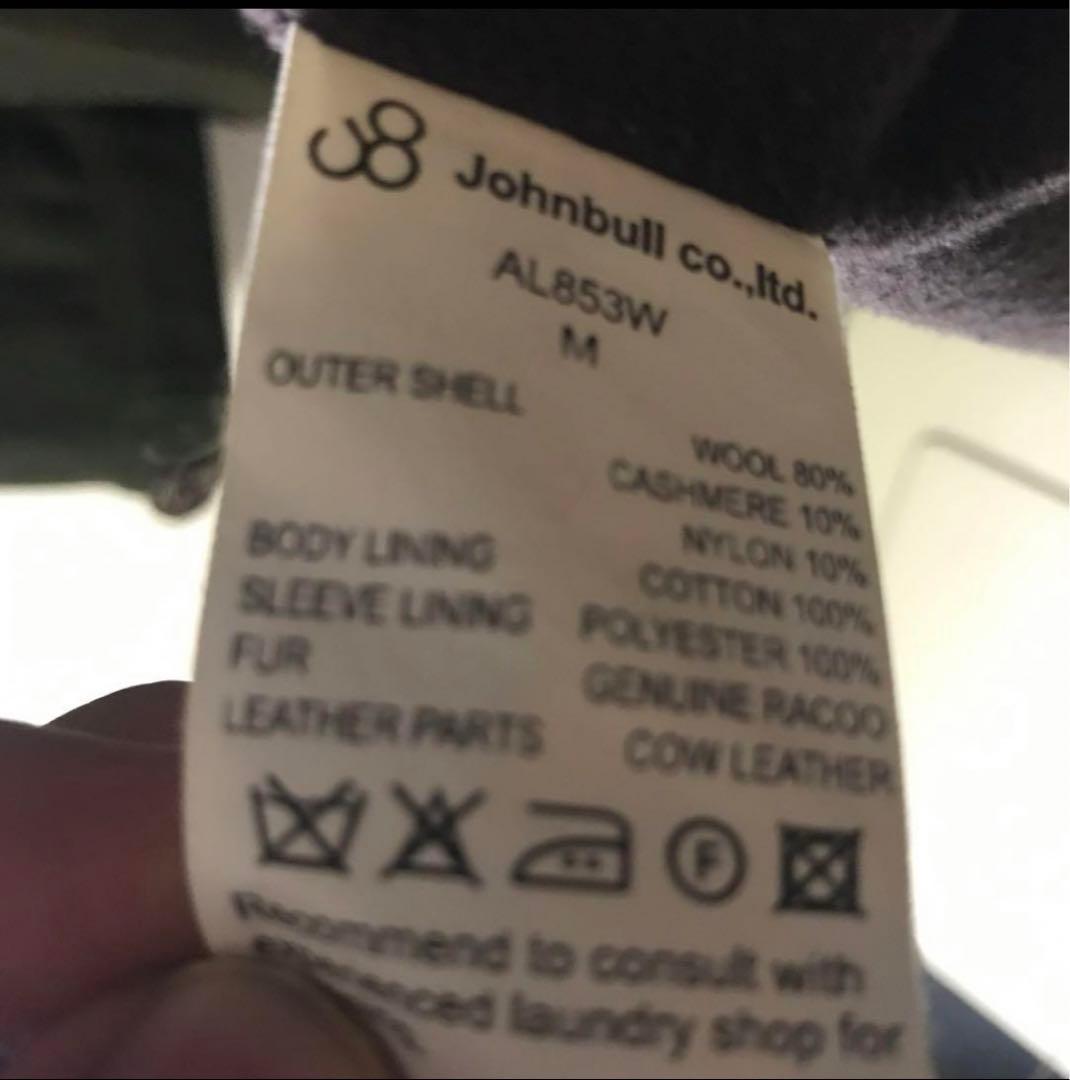 Johnbull co.,ltd.
AL853W
M
OUTER SHELL
WOOL 80%
CASHMERE 10%
NYLON 10%
BODY LINING COTTON 100%
SLEEVE LINING POLYESTER 100%
FUR GENUINE RACOO
LEATHER PARTS COW LEATHER
F
Recommend to consult with
laundry shop for